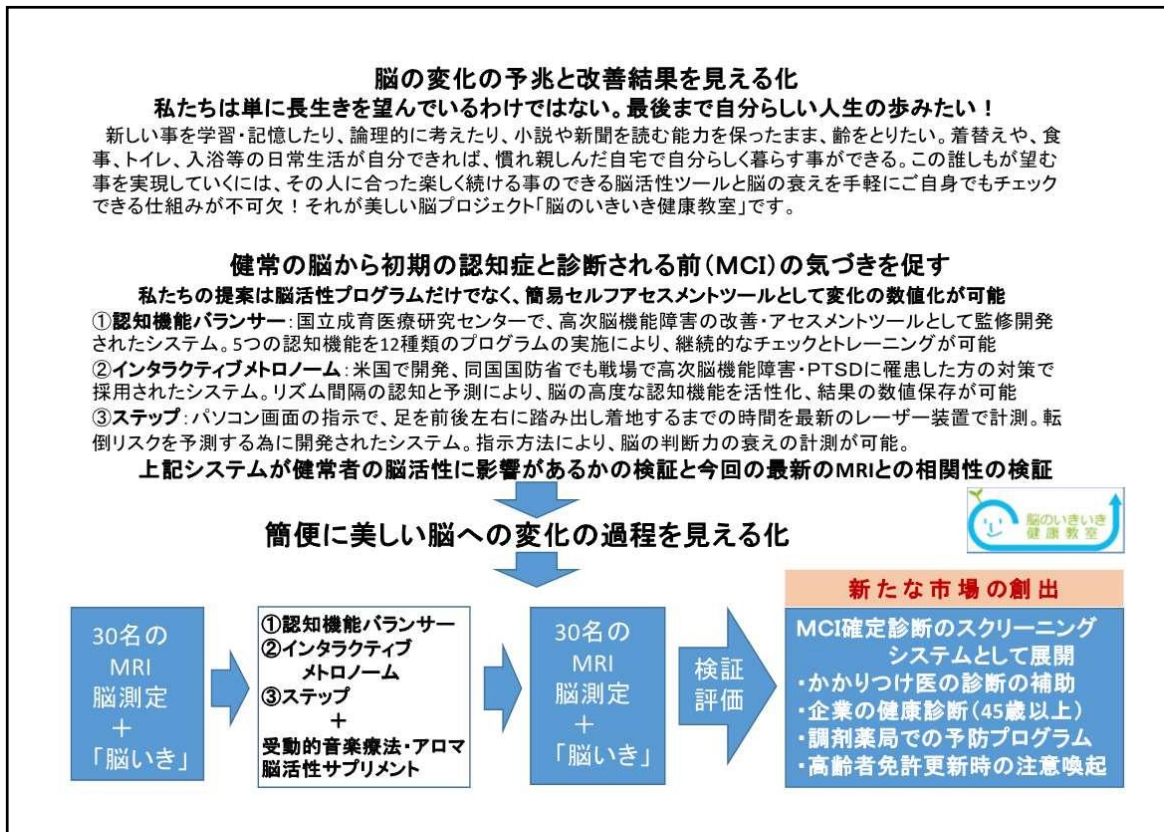 脳の変化の予兆と改善結果を見える化
私たちは単に長生きを望んでいるわけではない。最後まで自分らしい人生の歩みたい！
新しい事を学習・記憶したり、論理的に考えたり、小説や新聞を読む能力を保ったまま、齢をとりたい。着替えや、食
事、トイレ、入浴等の日常生活が自分できれば、慣れ親しんだ自宅で自分らしく暮らす事ができる。この誰しもが望む
事を実現していくには、その人に合った楽しく続ける事のできる脳活性ツールと脳の衰えを手軽にご自身でもチェック
できる仕組みが不可欠！それが美しい脳プロジェクト「脳のいきいき健康教室」です。
健常の脳から初期の認知症と診断される前（MCI）の気づきを促す
私たちの提案は脳活性プログラムだけでなく、簡易セルフアセスメントツールとして変化の数値化が可能
①認知機能バランサー：国立成育医療研究センターで、高次脳機能障害の改善・アセスメントツールとして監修開発
されたシステム。5つの認知機能を12種類のプログラムの実施により、継続的なチェックとトレーニングが可能
②インタラクティブメトロノーム：米国で開発、同国国防省でも戦場で高次脳機能障害・PTSDに罹患した方の対策で
採用されたシステム。リズム間隔の認知と予測により、脳の高度な認知機能を活性化、結果の数値保存が可能
③ステップ：パソコン画面の指示で、足を前後左右に踏み出し着地するまでの時間を最新のレーザー装置で計測。転
倒リスクを予測する為に開発されたシステム。指示方法により、脳の判断力の衰えの計測が可能。
上記システムが健常者の脳活性に影響があるかの検証と今回の最新のMRIとの相関性の検証
簡便に美しい脳への変化の過程を見える化
脳のいきいき
健康教室
30名の
MRI
脳測定
＋
「脳いき」
①認知機能バランサー
②インタラクティブ
メトロノーム
③ステップ
＋
受動的音楽療法・アロマ
脳活性サプリメント
30名の
MRI
脳測定
＋
「脳いき」
検証
評価
新たな市場の創出
MCI確定診断のスクリーニング
システムとして展開
・かかりつけ医の診断の補助
・企業の健康診断（45歳以上）
・調剤薬局での予防プログラム
・高齢者免許更新時の注意喚起